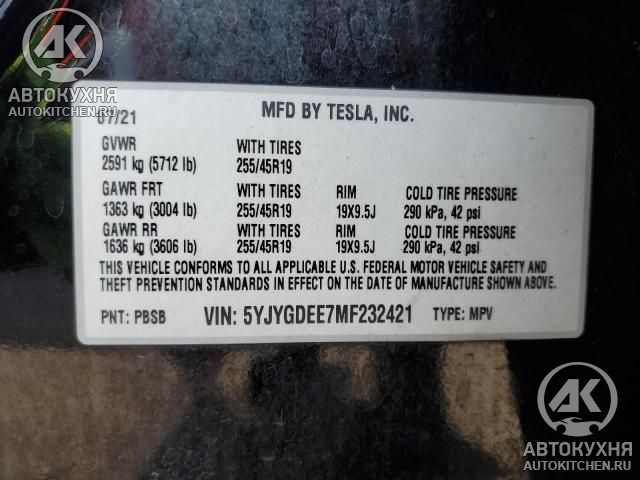 АК
АВТОКУХНЯ
AUTOKITCHEN.RU
07/21 MFD BY TESLA, INC.
GVWR WITH TIRES
2591 kg (5712 lb) 255/45R19
GAWR FRT WITH TIRES RIM COLD TIRE PRESSURE
1363 kg (3004 lb) 255/45R19 19X9.5J 290 kPa, 42 psi
GAWR RR WITH TIRES RIM COLD TIRE PRESSURE
1636 kg (3606 lb) 255/45R19 19X9.5J 290 kPa, 42 psi
THIS VEHICLE CONFORMS TO ALL APPLICABLE U.S. FEDERAL MOTOR VEHICLE SAFETY AND
THEFT PREVENTION STANDARDS IN EFFECT ON THE DATE OF MANUFACTURE SHOWN ABOVE.
PNT: PBSB VIN: 5YJYGDEE7MF232421 TYPE: MPV
АК
АВТОКУХНЯ
AUTOKITCHEN.RU